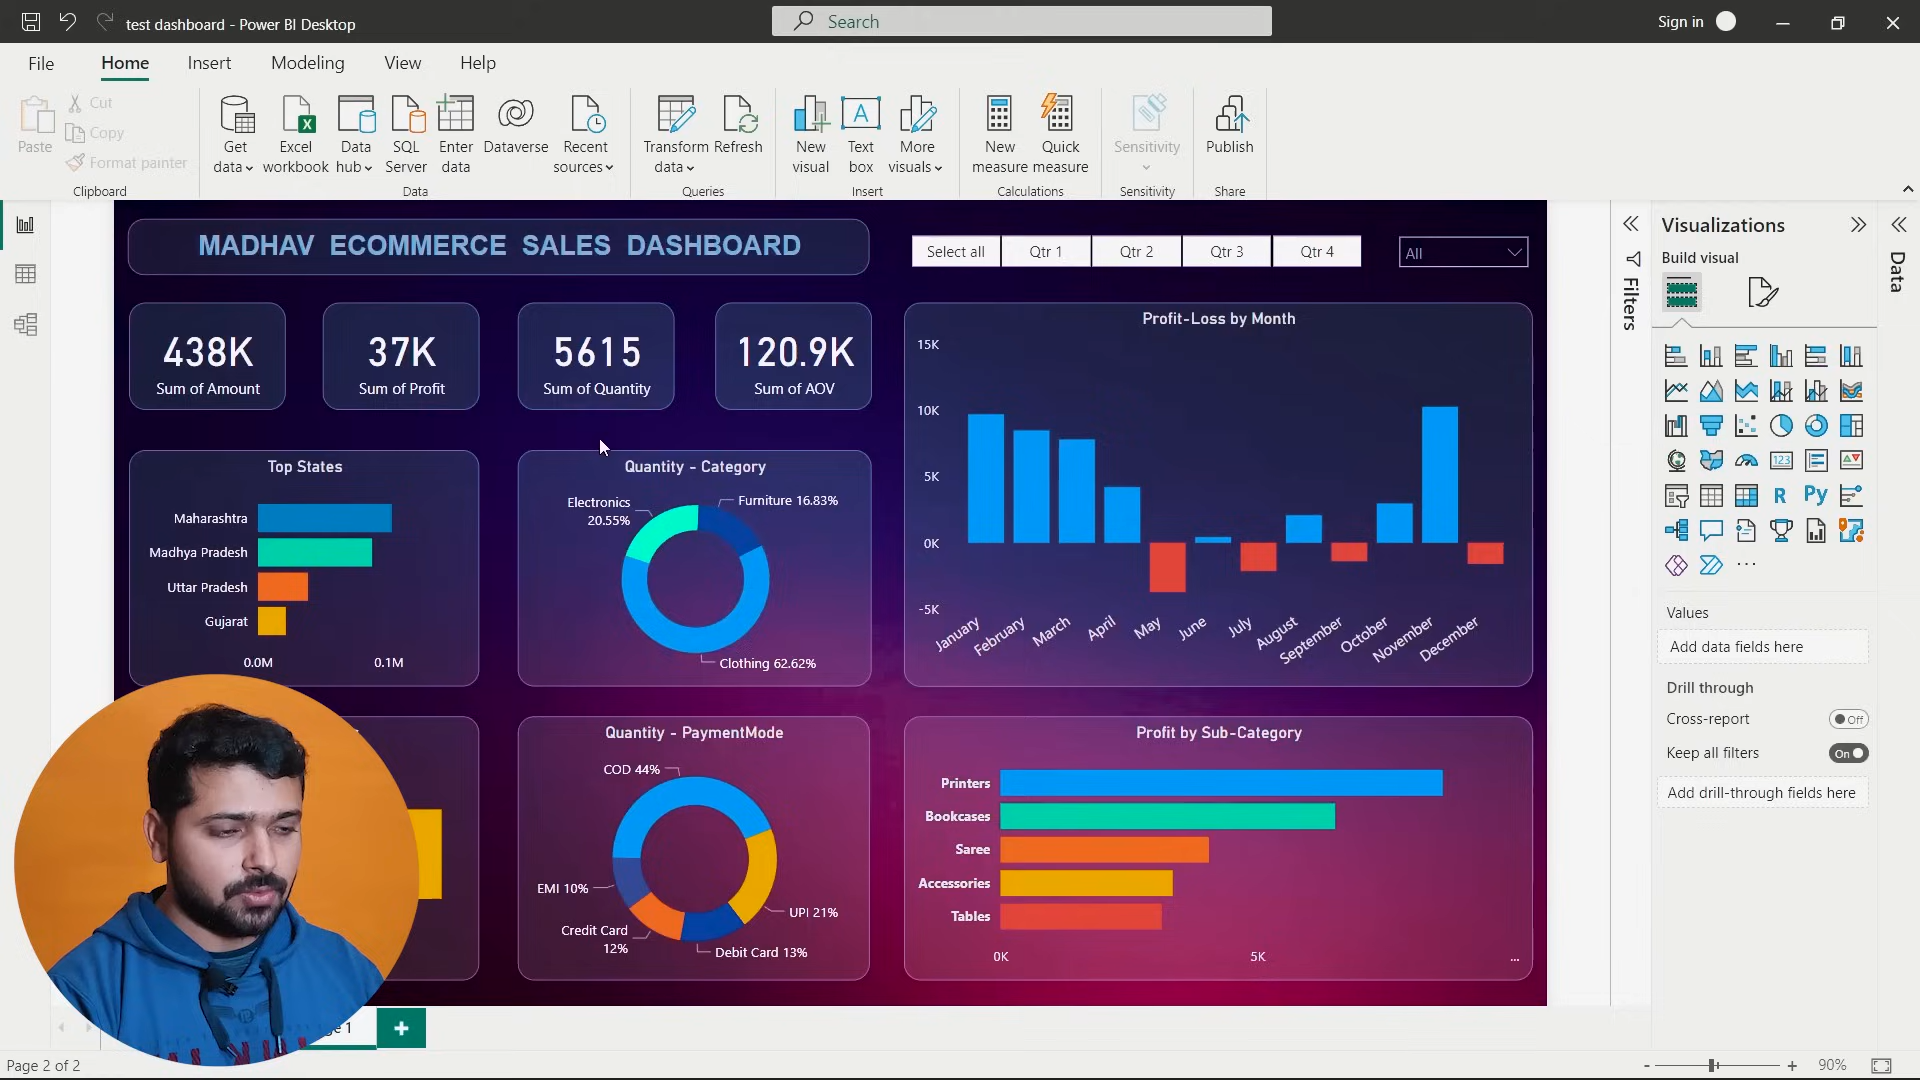 test dashboard - Power BI Desktop
Search
Sign in
File Home Insert Modeling View Help
Paste
Cut
Copy
Format painter
Clipboard
Get data
Excel workbook
Data hub
SQL Server
Enter data
Dataverse
Recent sources
Data
Transform data
Refresh
Queries
New visual
Text box
More visuals
Insert
New measure
Quick measure
Calculations
Sensitivity
Sensitivity
Publish
Share
MADHAV ECOMMERCE SALES DASHBOARD
Select all Qtr 1 Qtr 2 Qtr 3 Qtr 4
All
438K
Sum of Amount
37K
Sum of Profit
5615
Sum of Quantity
120.9K
Sum of AOV
Profit-Loss by Month
15K
10K
5K
0K
-5K
January February March April May June July August September October November December
Top States
Maharashtra
Madhya Pradesh
Uttar Pradesh
Gujarat
0.0M 0.1M
Quantity - Category
Electronics
20.55%
Furniture 16.83%
Clothing 62.62%
Quantity - PaymentMode
COD 44%
EMI 10%
Credit Card
12%
UPI 21%
Debit Card 13%
Profit by Sub-Category
Printers
Bookcases
Saree
Accessories
Tables
0K 5K ...
Filters
Visualizations
Build visual
123
R
Py
...
Values
Add data fields here
Drill through
Cross-report
Off
Keep all filters
On
Add drill-through fields here
Data
1
+
Page 2 of 2
- + 90%